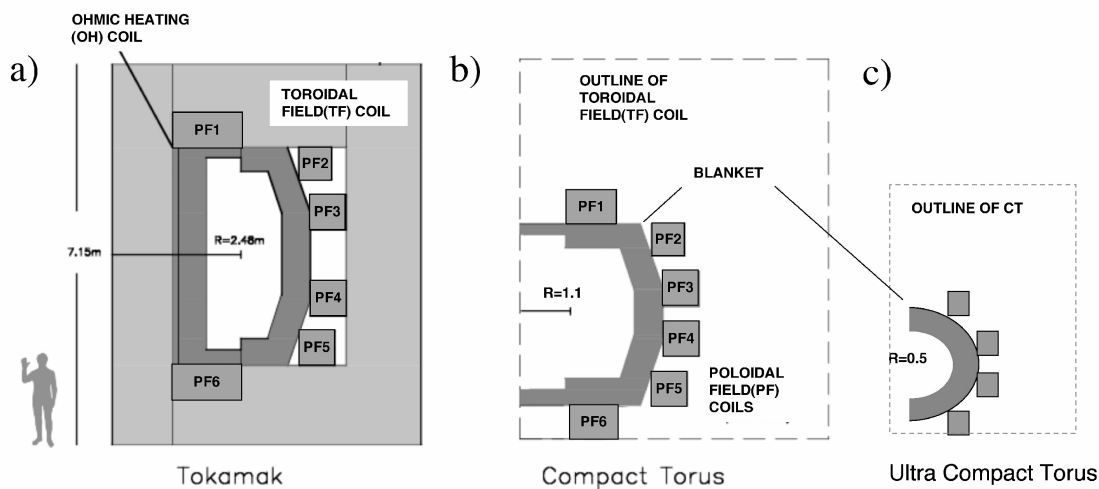 OHMIC HEATING
(OH) COIL
a)
TOROIDAL
FIELD(TF) COIL
PF1
PF2
PF3
R=2.48m
7.15m
PF4
PF5
PF6
Tokamak
b)
OUTLINE OF
TOROIDAL
FIELD(TF) COIL
BLANKET
PF1
PF2
PF3
R=1.1
PF4
PF5
PF6
POLOIDAL
FIELD(PF)
COILS
Compact Torus
c)
OUTLINE OF CT
R=0.5
Ultra Compact Torus